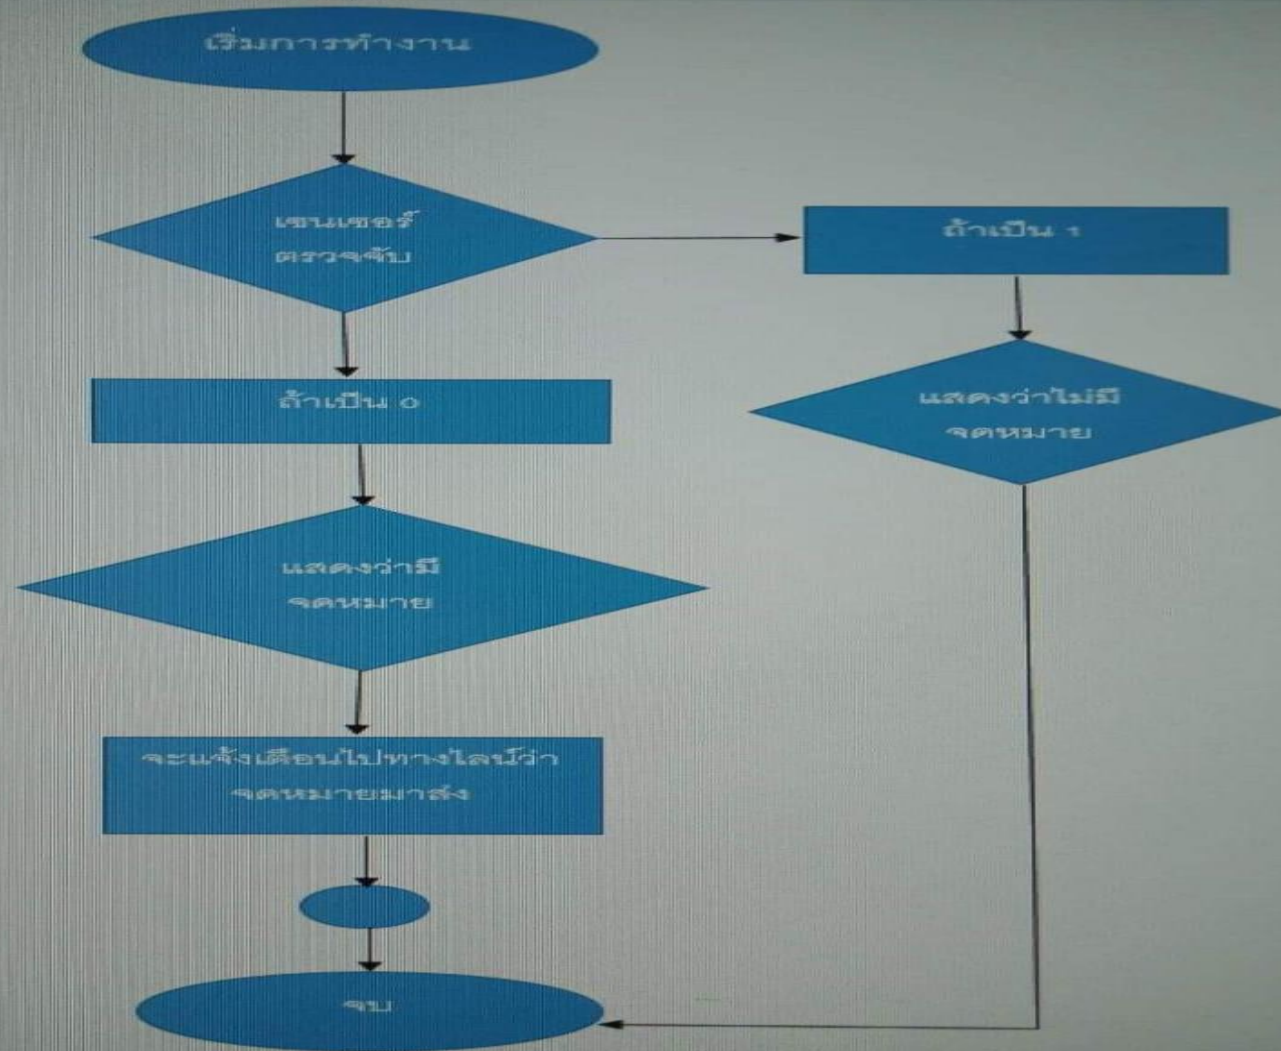 เริ่มการทำงาน
เซนเซอร์
ตรวจจับ
ถ้าเป็น 1
ถ้าเป็น 0
แสดงว่าไม่มี
จดหมาย
แสดงว่ามี
จดหมาย
จะแจ้งเตือนไปทางไลน์ว่า
จดหมายมาส่ง
จบ